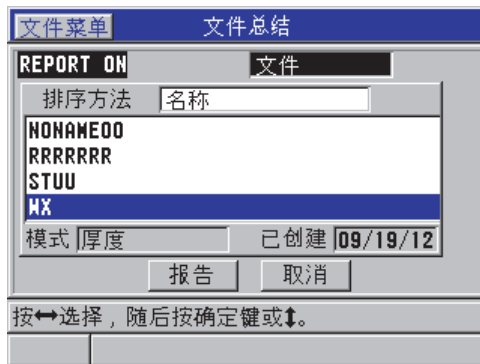 文件菜单 文件总结
REPORT ON 文件
排序方法 名称
NONAME00
RRRRRRR
STUU
WX
模式 厚度 已创建 09/19/12
报告 取消
按↔选择，随后按确定键或↕。